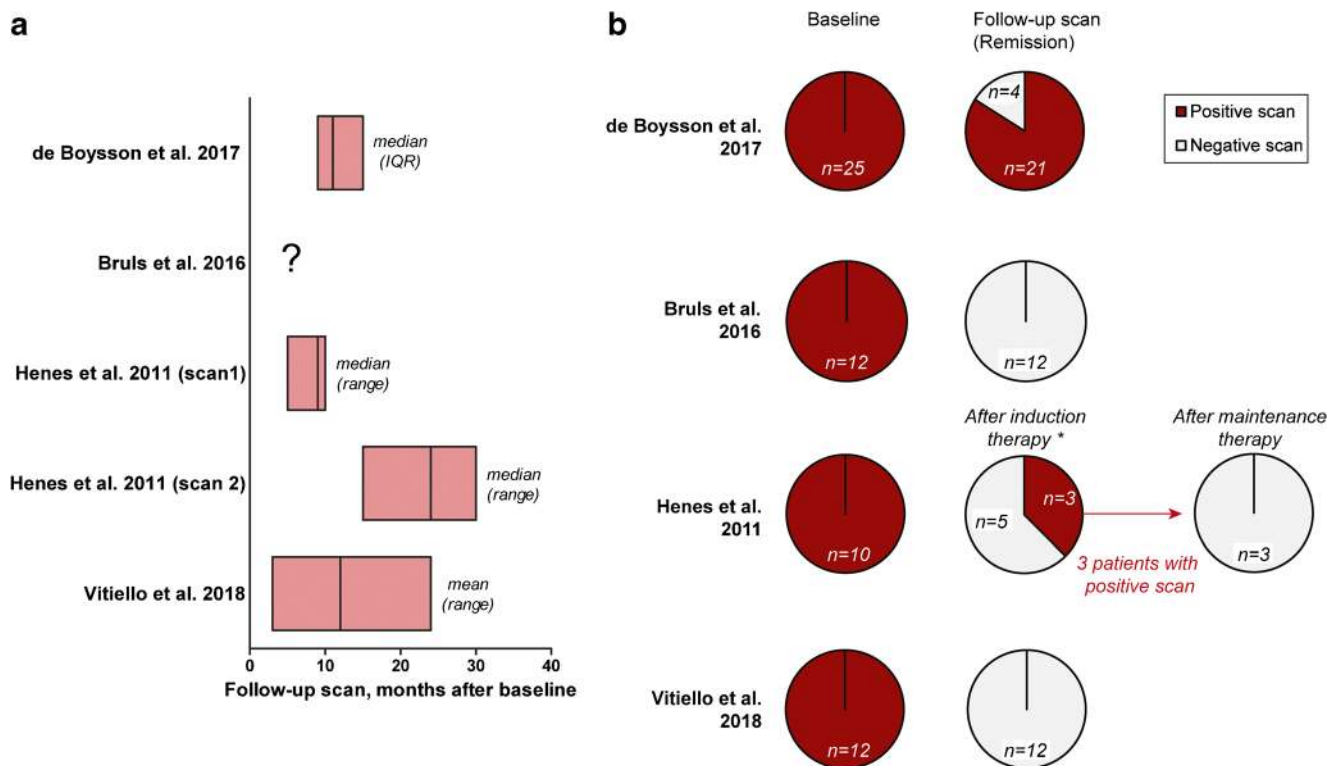 a
de Boysson et al. 2017
median
(IQR)
Bruls et al. 2016
?
Henes et al. 2011 (scan1)
median
(range)
Henes et al. 2011 (scan 2)
median
(range)
Vitiello et al. 2018
mean
(range)
0
10
20
30
40
Follow-up scan, months after baseline
b
Baseline
Follow-up scan
(Remission)
Positive scan
Negative scan
de Boysson et al.
2017
n=25
n=4
n=21
Bruls et al.
2016
n=12
n=12
Henes et al.
2011
n=10
After induction
therapy *
n=3
n=5
3 patients with
positive scan
After maintenance
therapy
n=3
Vitiello et al.
2018
n=12
n=12